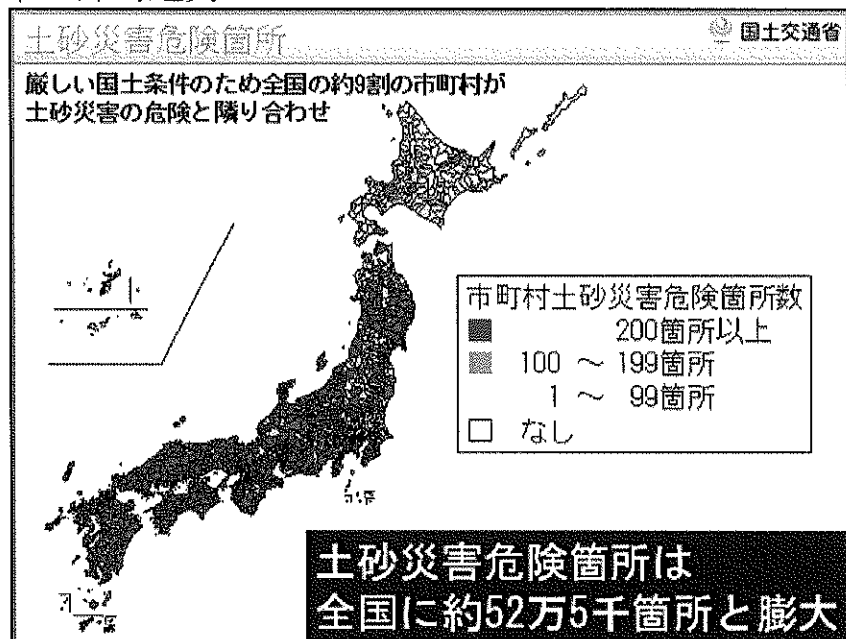 土砂災害危険箇所
国土交通省
厳しい国土条件のため全国の約9割の市町村が
土砂災害の危険と隣り合わせ
市町村土砂災害危険箇所数
200箇所以上
100 ～ 199箇所
1 ～ 99箇所
なし
土砂災害危険箇所は
全国に約52万5千箇所と膨大